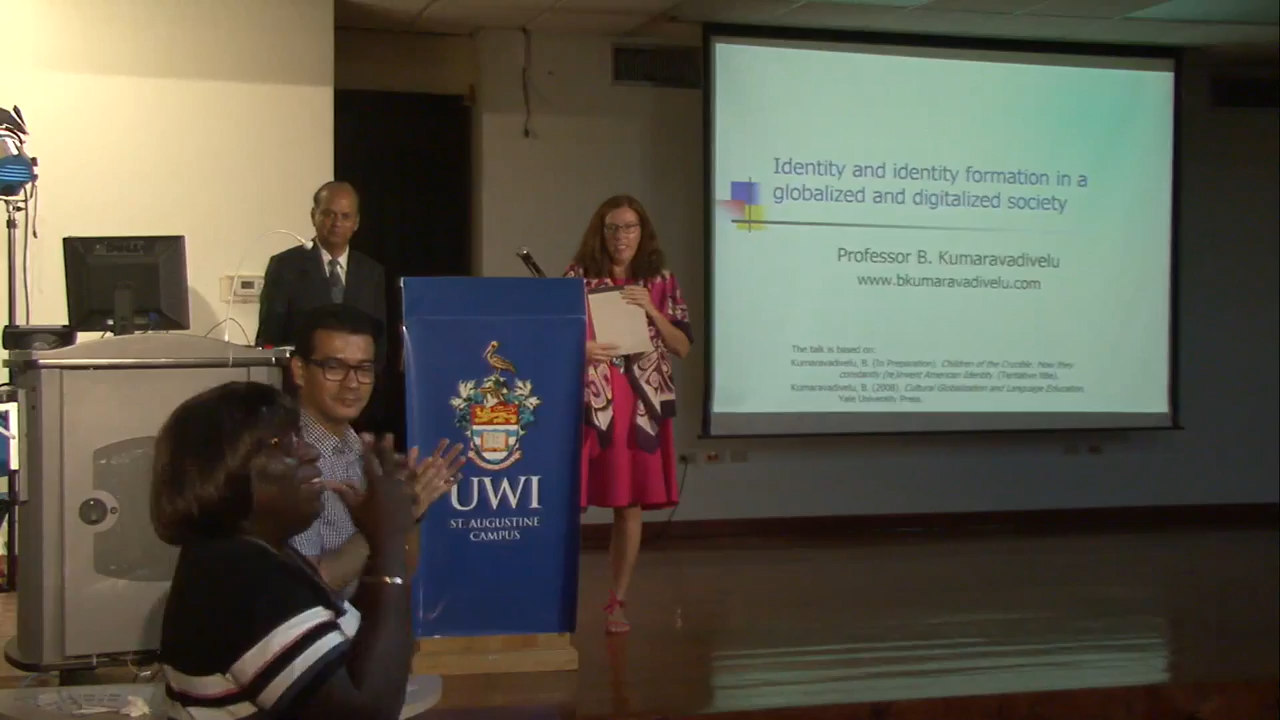 Identity and identity formation in a
globalized and digitalized society
Professor B. Kumaravadivelu
www.bkumaravadivelu.com
The talk is based on:
Kumaravadivelu, B. (In Preparation). Children of the Crucible: How they
constantly (re)invent American Identity. (Tentative title).
Kumaravadivelu, B. (2008). Cultural Globalization and Language Education.
Yale University Press.
UWI
ST. AUGUSTINE
CAMPUS